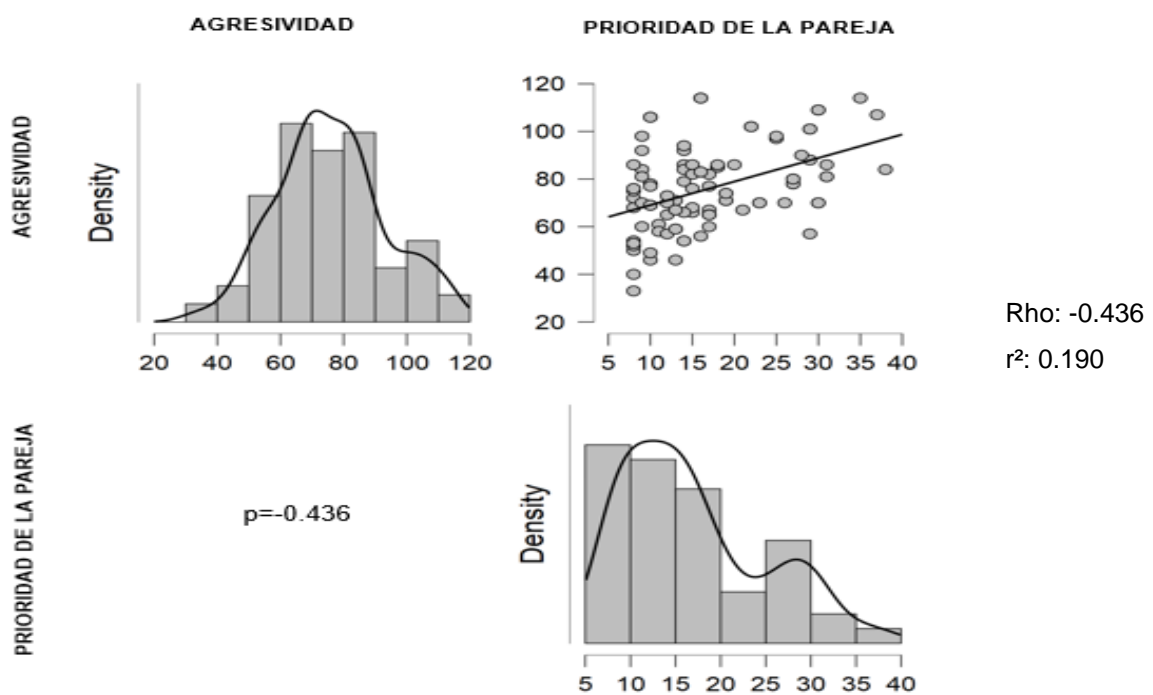 AGRESIVIDAD
PRIORIDAD DE LA PAREJA
AGRESIVIDAD
Density
20 40 60 80 100 120
120
100
80
60
40
20
5 10 15 20 25 30 35 40
Rho: -0.436
r²: 0.190
PRIORIDAD DE LA PAREJA
p=-0.436
Density
5 10 15 20 25 30 35 40